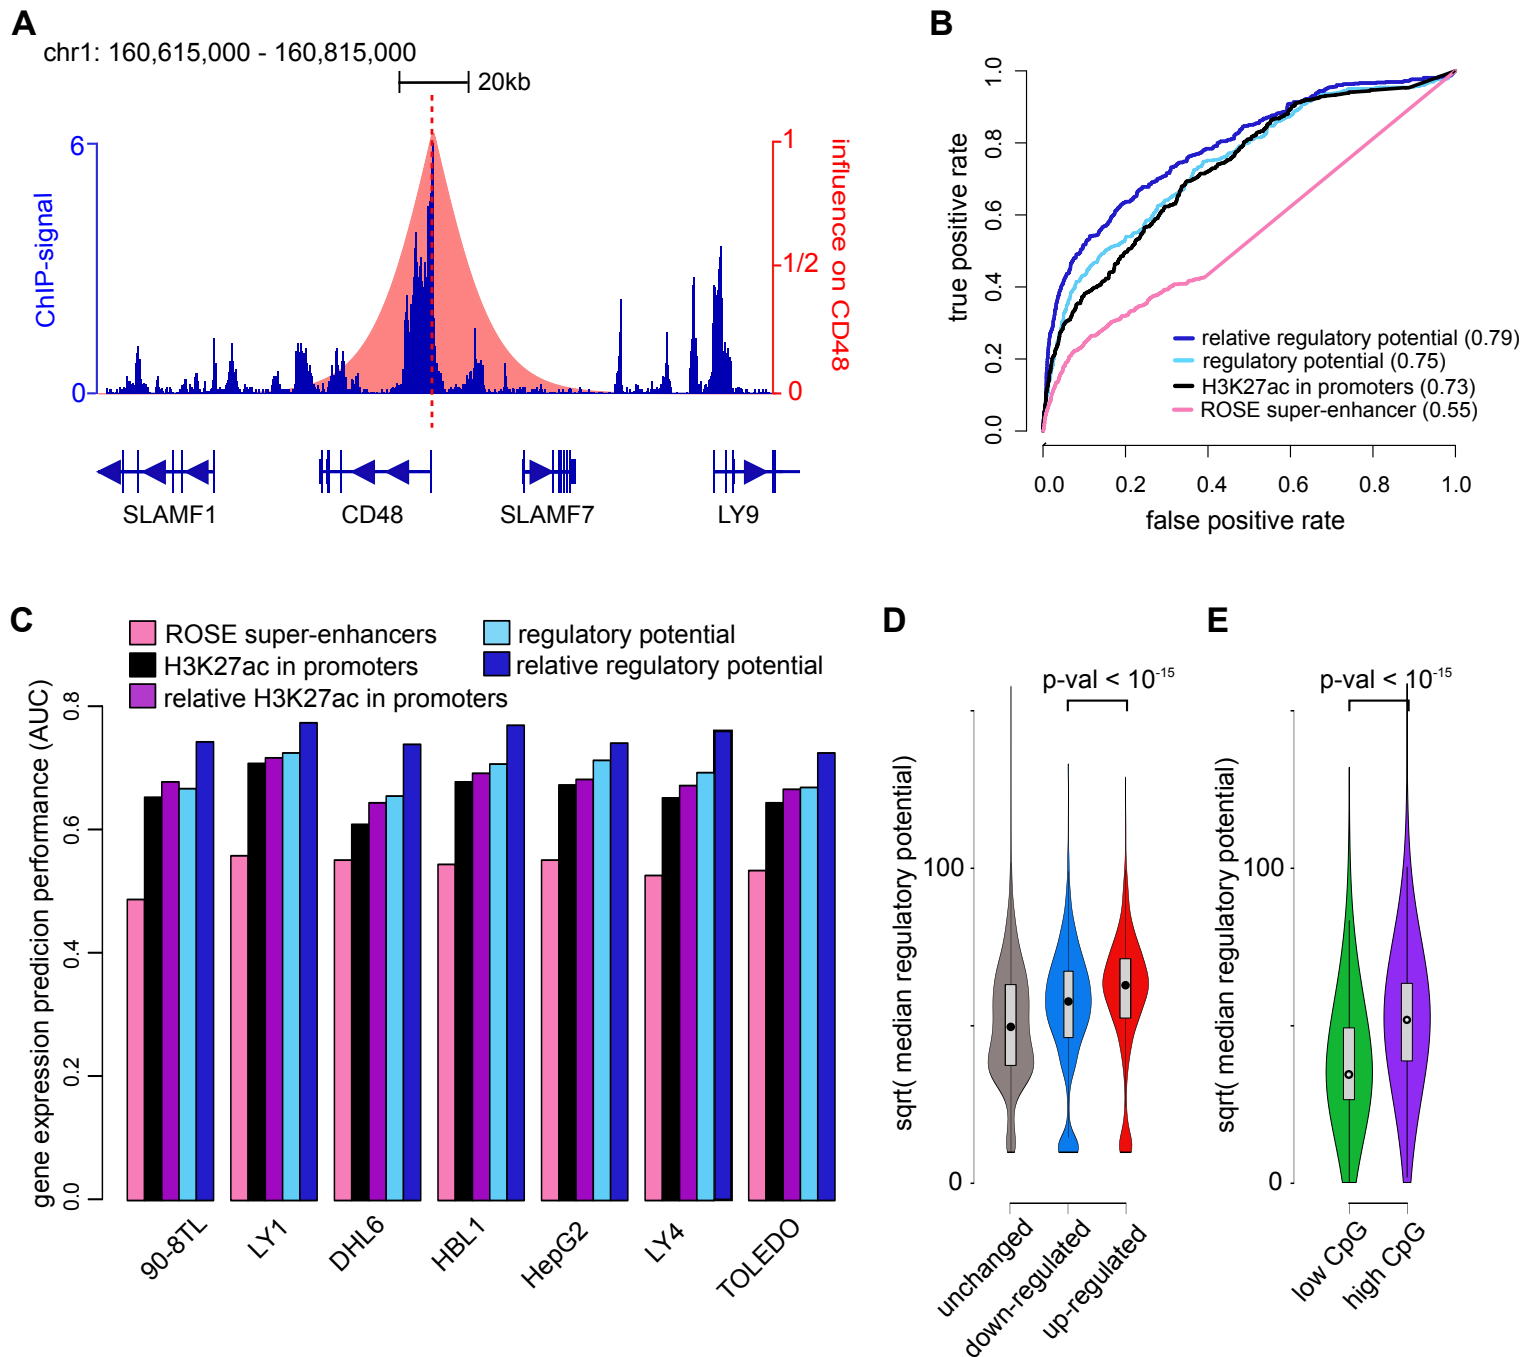 A
chr1: 160,615,000 - 160,815,000
20kb
6
0
ChIP-signal
1
1/2
0
influence on CD48
SLAMF1
CD48
SLAMF7
LY9
B
true positive rate
1.0
0.8
0.6
0.4
0.2
0.0
relative regulatory potential (0.79)
regulatory potential (0.75)
H3K27ac in promoters (0.73)
ROSE super-enhancer (0.55)
0.0 0.2 0.4 0.6 0.8 1.0
false positive rate
C
ROSE super-enhancers
H3K27ac in promoters
relative H3K27ac in promoters
regulatory potential
relative regulatory potential
gene expression predicion performance (AUC)
0.8
0.6
0.4
0.2
0.0
90-8TL
LY1
DHL6
HBL1
HepG2
LY4
TOLEDO
D
p-val < 10⁻¹⁵
sqrt( median regulatory potential)
100
0
unchanged
down-regulated
up-regulated
E
p-val < 10⁻¹⁵
sqrt( median regulatory potential)
100
0
low CpG
high CpG